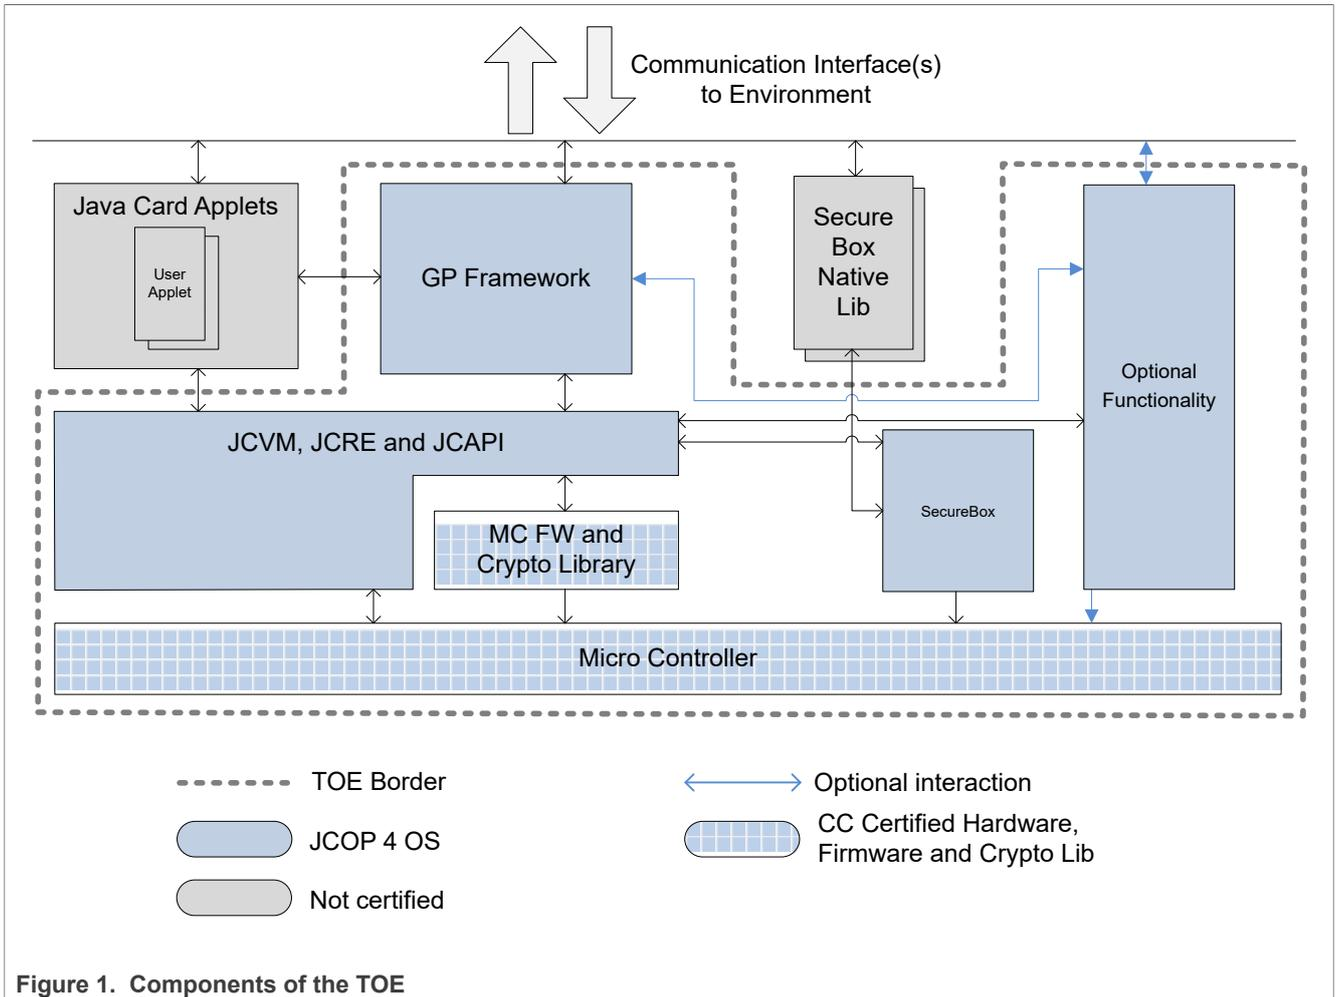 Communication Interface(s)
to Environment
Java Card Applets
User
Applet
GP Framework
Secure
Box
Native
Lib
Optional
Functionality
JCVM, JCRE and JCAPI
MC FW and
Crypto Library
SecureBox
Micro Controller
TOE Border
Optional interaction
JCOP 4 OS
CC Certified Hardware,
Firmware and Crypto Lib
Not certified
Figure 1. Components of the TOE